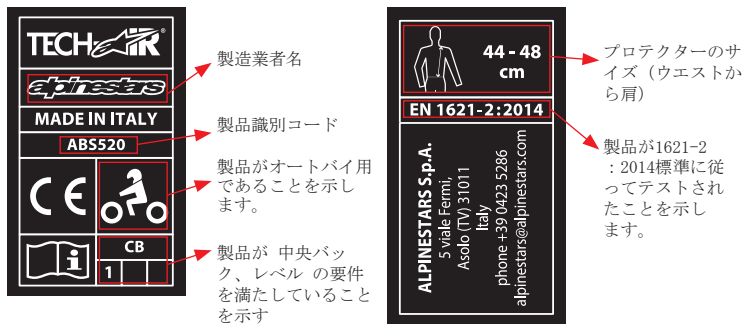 TECH-AIR
alpinestars
MADE IN ITALY
ABS520
CE
i
CB
1
製造業者名
製品識別コード
製品がオートバイ用
であることを示し
ます。
製品が 中央バッ
ク、レベル の要件
を満たしていること
を示す
44 - 48
cm
EN 1621-2:2014
ALPINESTARS S.p.A.
5 viale Fermi,
Asolo (TV) 31011
Italy
phone +39 0423 5286
alpinestars@alpinestars.com
プロテクターのサ
イズ（ウエストか
ら肩）
製品が1621-2
：2014標準に従
ってテストされ
たことを示し
ます。